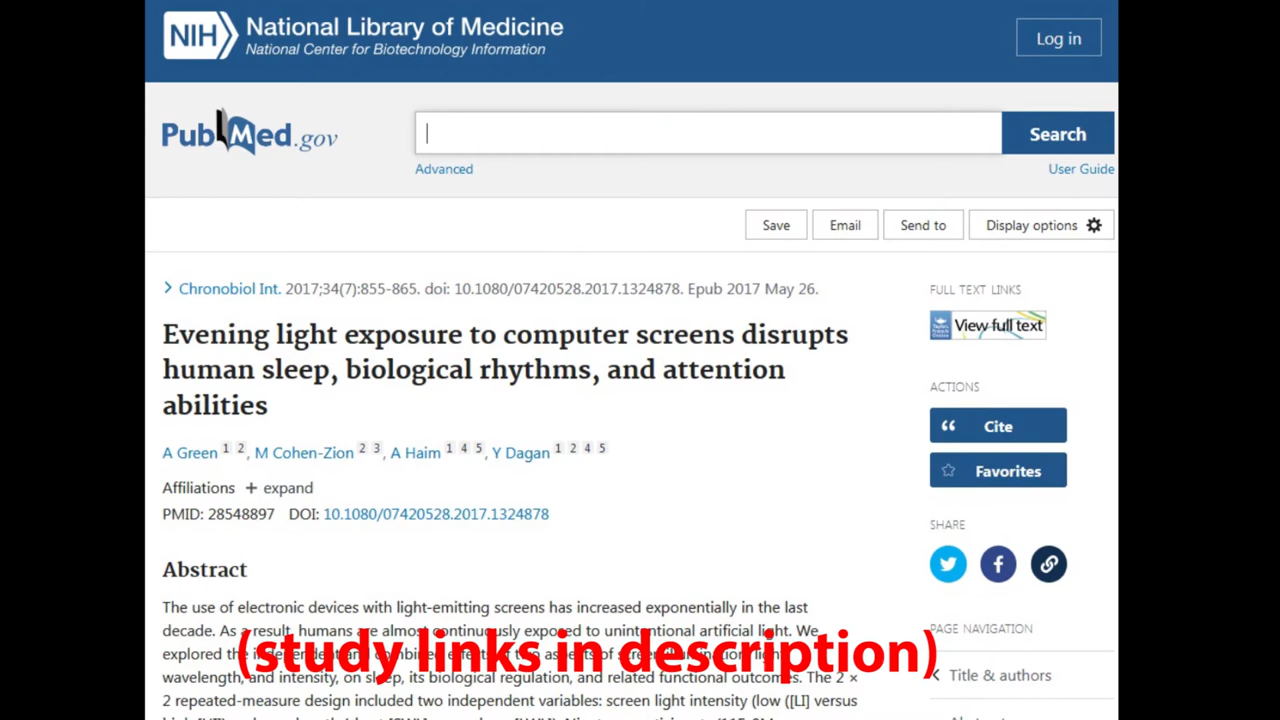 NIH National Library of Medicine
National Center for Biotechnology Information
Log in
PubMed.gov
Search
Advanced
User Guide
Save
Email
Send to
Display options
Chronobiol Int. 2017;34(7):855-865. doi: 10.1080/07420528.2017.1324878. Epub 2017 May 26.
Evening light exposure to computer screens disrupts
human sleep, biological rhythms, and attention
abilities
A Green 1 2, M Cohen-Zion 2 3, A Haim 1 4 5, Y Dagan 1 2 4 5
Affiliations + expand
PMID: 28548897 DOI: 10.1080/07420528.2017.1324878
Abstract
The use of electronic devices with light-emitting screens has increased exponentially in the last
decade. As a result, humans are almost continuously exposed to unintentional artificial light. We
explored the
(study links in description)
wavelength, and intensity, on sleep, its biological regulation, and related functional outcomes. The 2 ×
2 repeated-measure design included two independent variables: screen light intensity (low ([LI] versus
FULL TEXT LINKS
View full text
ACTIONS
Cite
Favorites
SHARE
PAGE NAVIGATION
Title & authors